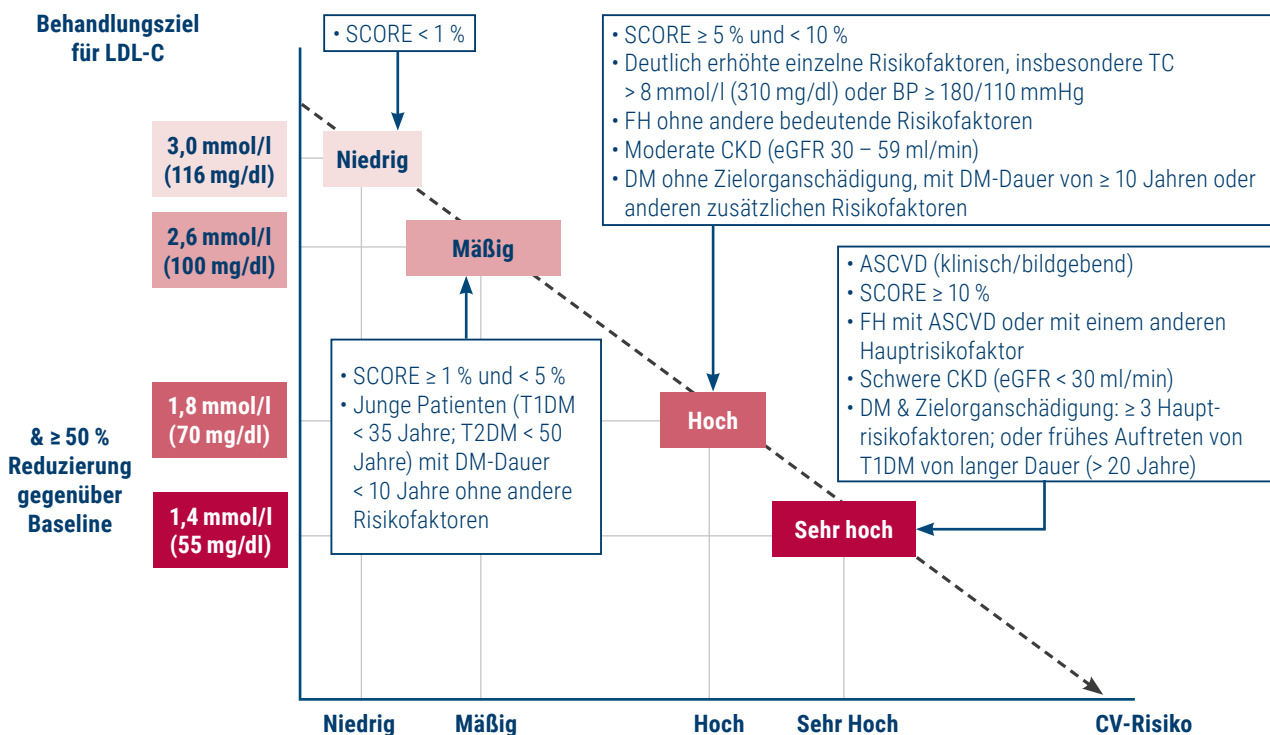 Behandlungsziel
für LDL-C
• SCORE < 1 %
• SCORE ≥ 5 % und < 10 %
• Deutlich erhöhte einzelne Risikofaktoren, insbesondere TC
> 8 mmol/l (310 mg/dl) oder BP ≥ 180/110 mmHg
• FH ohne andere bedeutende Risikofaktoren
• Moderate CKD (eGFR 30 – 59 ml/min)
• DM ohne Zielorganschädigung, mit DM-Dauer von ≥ 10 Jahren oder
anderen zusätzlichen Risikofaktoren
3,0 mmol/l
(116 mg/dl)
Niedrig
2,6 mmol/l
(100 mg/dl)
Mäßig
• ASCVD (klinisch/bildgebend)
• SCORE ≥ 10 %
• FH mit ASCVD oder mit einem anderen
Hauptrisikofaktor
• Schwere CKD (eGFR < 30 ml/min)
• DM & Zielorganschädigung: ≥ 3 Haupt-
risikofaktoren; oder frühes Auftreten von
T1DM von langer Dauer (> 20 Jahre)
• SCORE ≥ 1 % und < 5 %
• Junge Patienten (T1DM
< 35 Jahre; T2DM < 50
Jahre) mit DM-Dauer
< 10 Jahre ohne andere
Risikofaktoren
1,8 mmol/l
(70 mg/dl)
Hoch
& ≥ 50 %
Reduzierung
gegenüber
Baseline
1,4 mmol/l
(55 mg/dl)
Sehr hoch
Niedrig
Mäßig
Hoch
Sehr Hoch
CV-Risiko